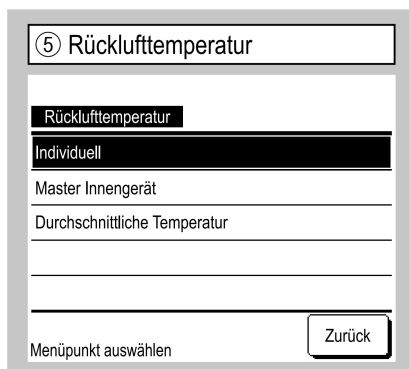 ⑤ Rücklufttemperatur
Rücklufttemperatur
Individuell
Master Innengerät
Durchschnittliche Temperatur
Menüpunkt auswählen
Zurück